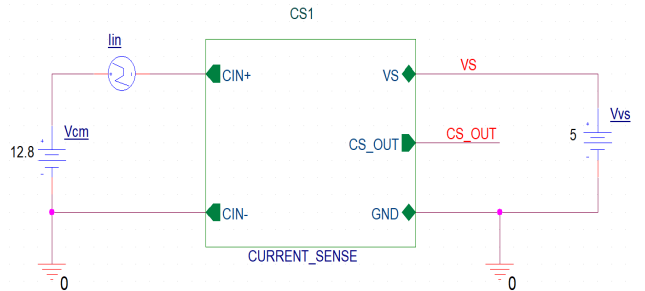 CS1
Iin
CIN+
VS
VS
Vcm
12.8
CS_OUT
CS_OUT
Vvs
5
CIN-
GND
CURRENT_SENSE
0
0